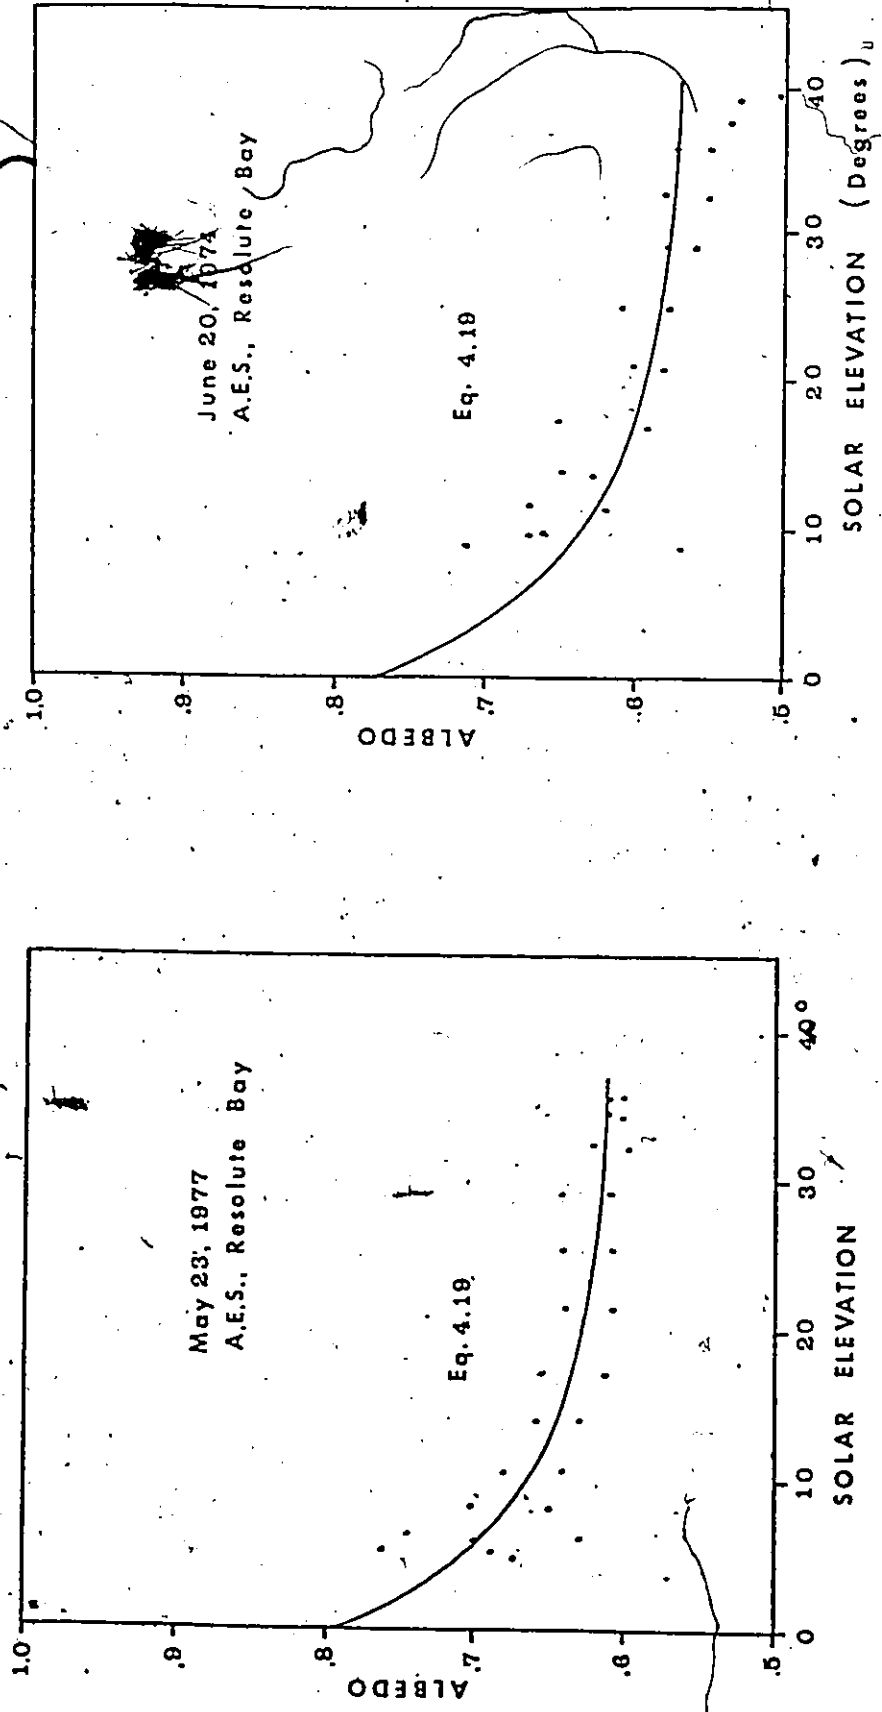 May 23, 1977
A.E.S., Resolute Bay
Eq. 4.19
ALBEDO
1.0
.9
.8
.7
.6
.5
0
10
20
30
40°
SOLAR ELEVATION
June 20, 1974
A.E.S., Resolute Bay
Eq. 4.19
ALBEDO
1.0
.9
.8
.7
.6
.5
0
10
20
30
40
SOLAR ELEVATION (Degrees)